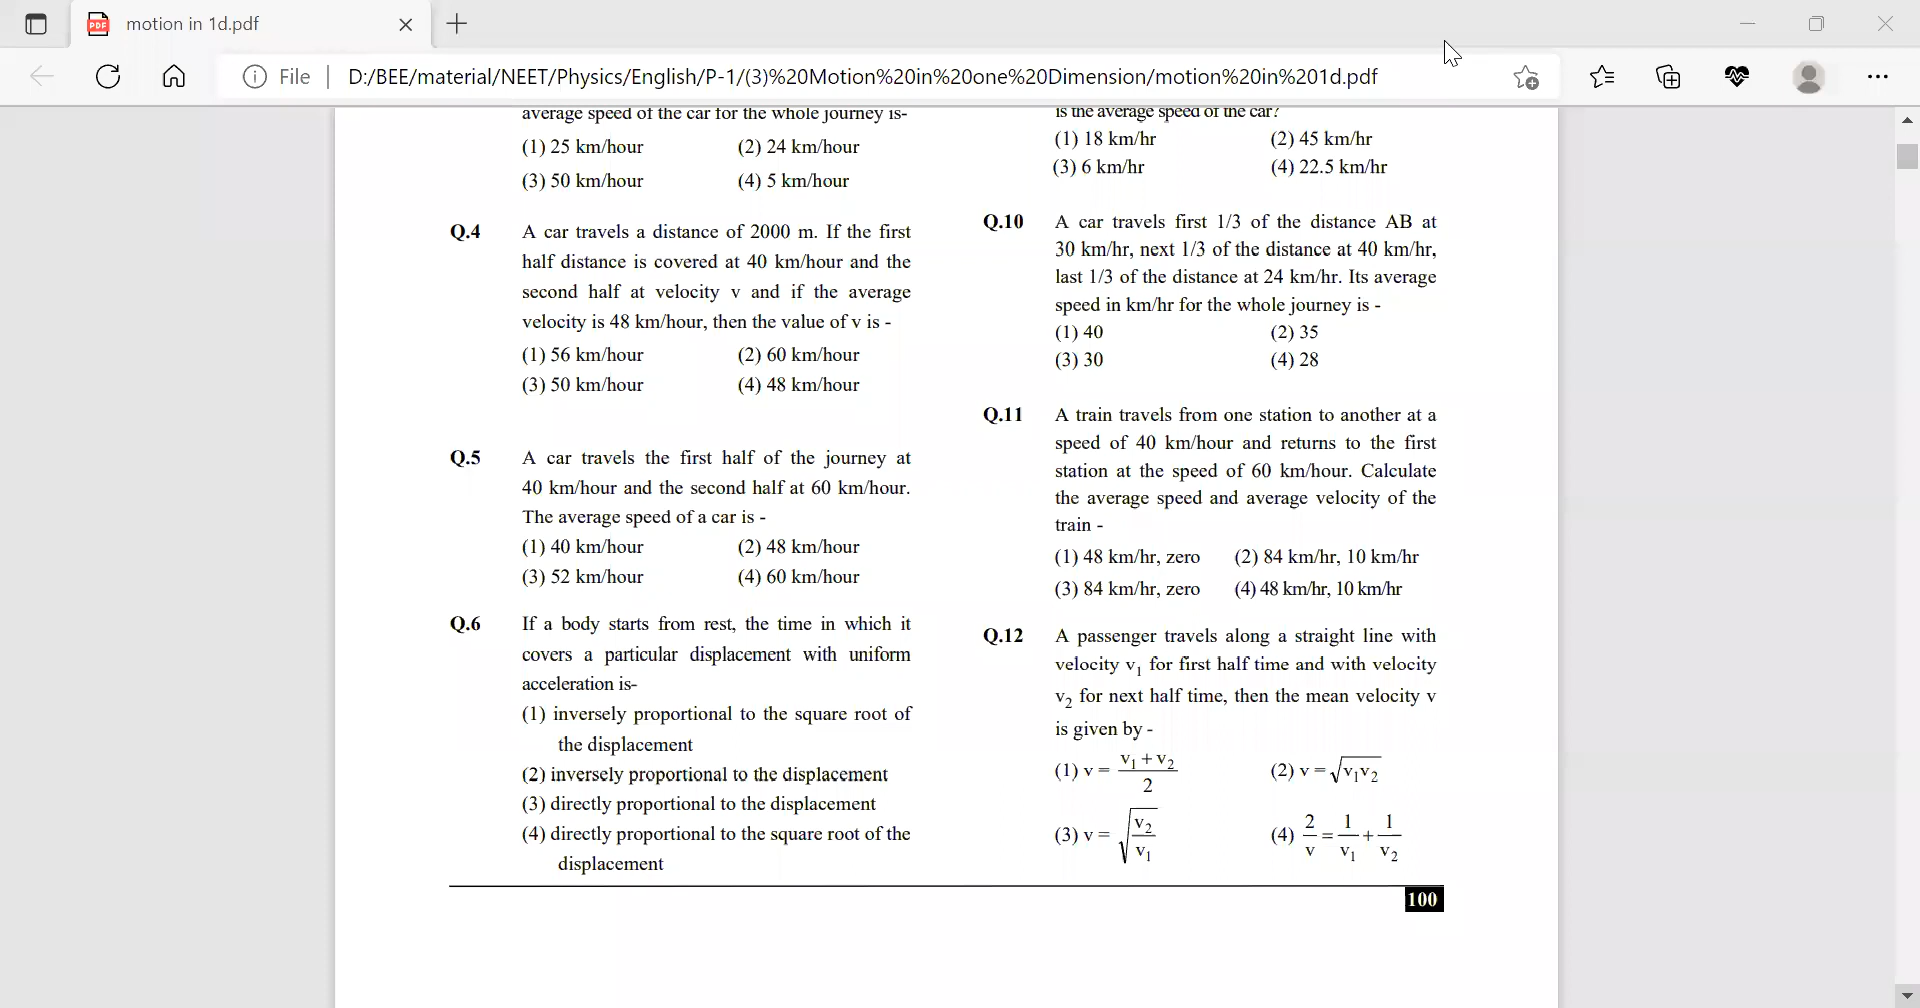 motion in 1d.pdf
File
D:/BEE/material/NEET/Physics/English/P-1/(3)%20Motion%20in%20one%20Dimension/motion%20in%201d.pdf
average speed of the car for the whole journey is-
(1) 25 km/hour (2) 24 km/hour
(3) 50 km/hour (4) 5 km/hour
Q.4 A car travels a distance of 2000 m. If the first
half distance is covered at 40 km/hour and the
second half at velocity v and if the average
velocity is 48 km/hour, then the value of v is -
(1) 56 km/hour (2) 60 km/hour
(3) 50 km/hour (4) 48 km/hour
Q.5 A car travels the first half of the journey at
40 km/hour and the second half at 60 km/hour.
The average speed of a car is -
(1) 40 km/hour (2) 48 km/hour
(3) 52 km/hour (4) 60 km/hour
Q.6 If a body starts from rest, the time in which it
covers a particular displacement with uniform
acceleration is-
(1) inversely proportional to the square root of
the displacement
(2) inversely proportional to the displacement
(3) directly proportional to the displacement
(4) directly proportional to the square root of the
displacement
is the average speed of the car?
(1) 18 km/hr (2) 45 km/hr
(3) 6 km/hr (4) 22.5 km/hr
Q.10 A car travels first 1/3 of the distance AB at
30 km/hr, next 1/3 of the distance at 40 km/hr,
last 1/3 of the distance at 24 km/hr. Its average
speed in km/hr for the whole journey is -
(1) 40 (2) 35
(3) 30 (4) 28
Q.11 A train travels from one station to another at a
speed of 40 km/hour and returns to the first
station at the speed of 60 km/hour. Calculate
the average speed and average velocity of the
train -
(1) 48 km/hr, zero (2) 84 km/hr, 10 km/hr
(3) 84 km/hr, zero (4) 48 km/hr, 10 km/hr
Q.12 A passenger travels along a straight line with
velocity v₁ for first half time and with velocity
v₂ for next half time, then the mean velocity v
is given by -
(1) v = (v₁+v₂)/2 (2) v = √(v₁v₂)
(3) v = √(v₂/v₁) (4) 2/v = 1/v₁ + 1/v₂
100